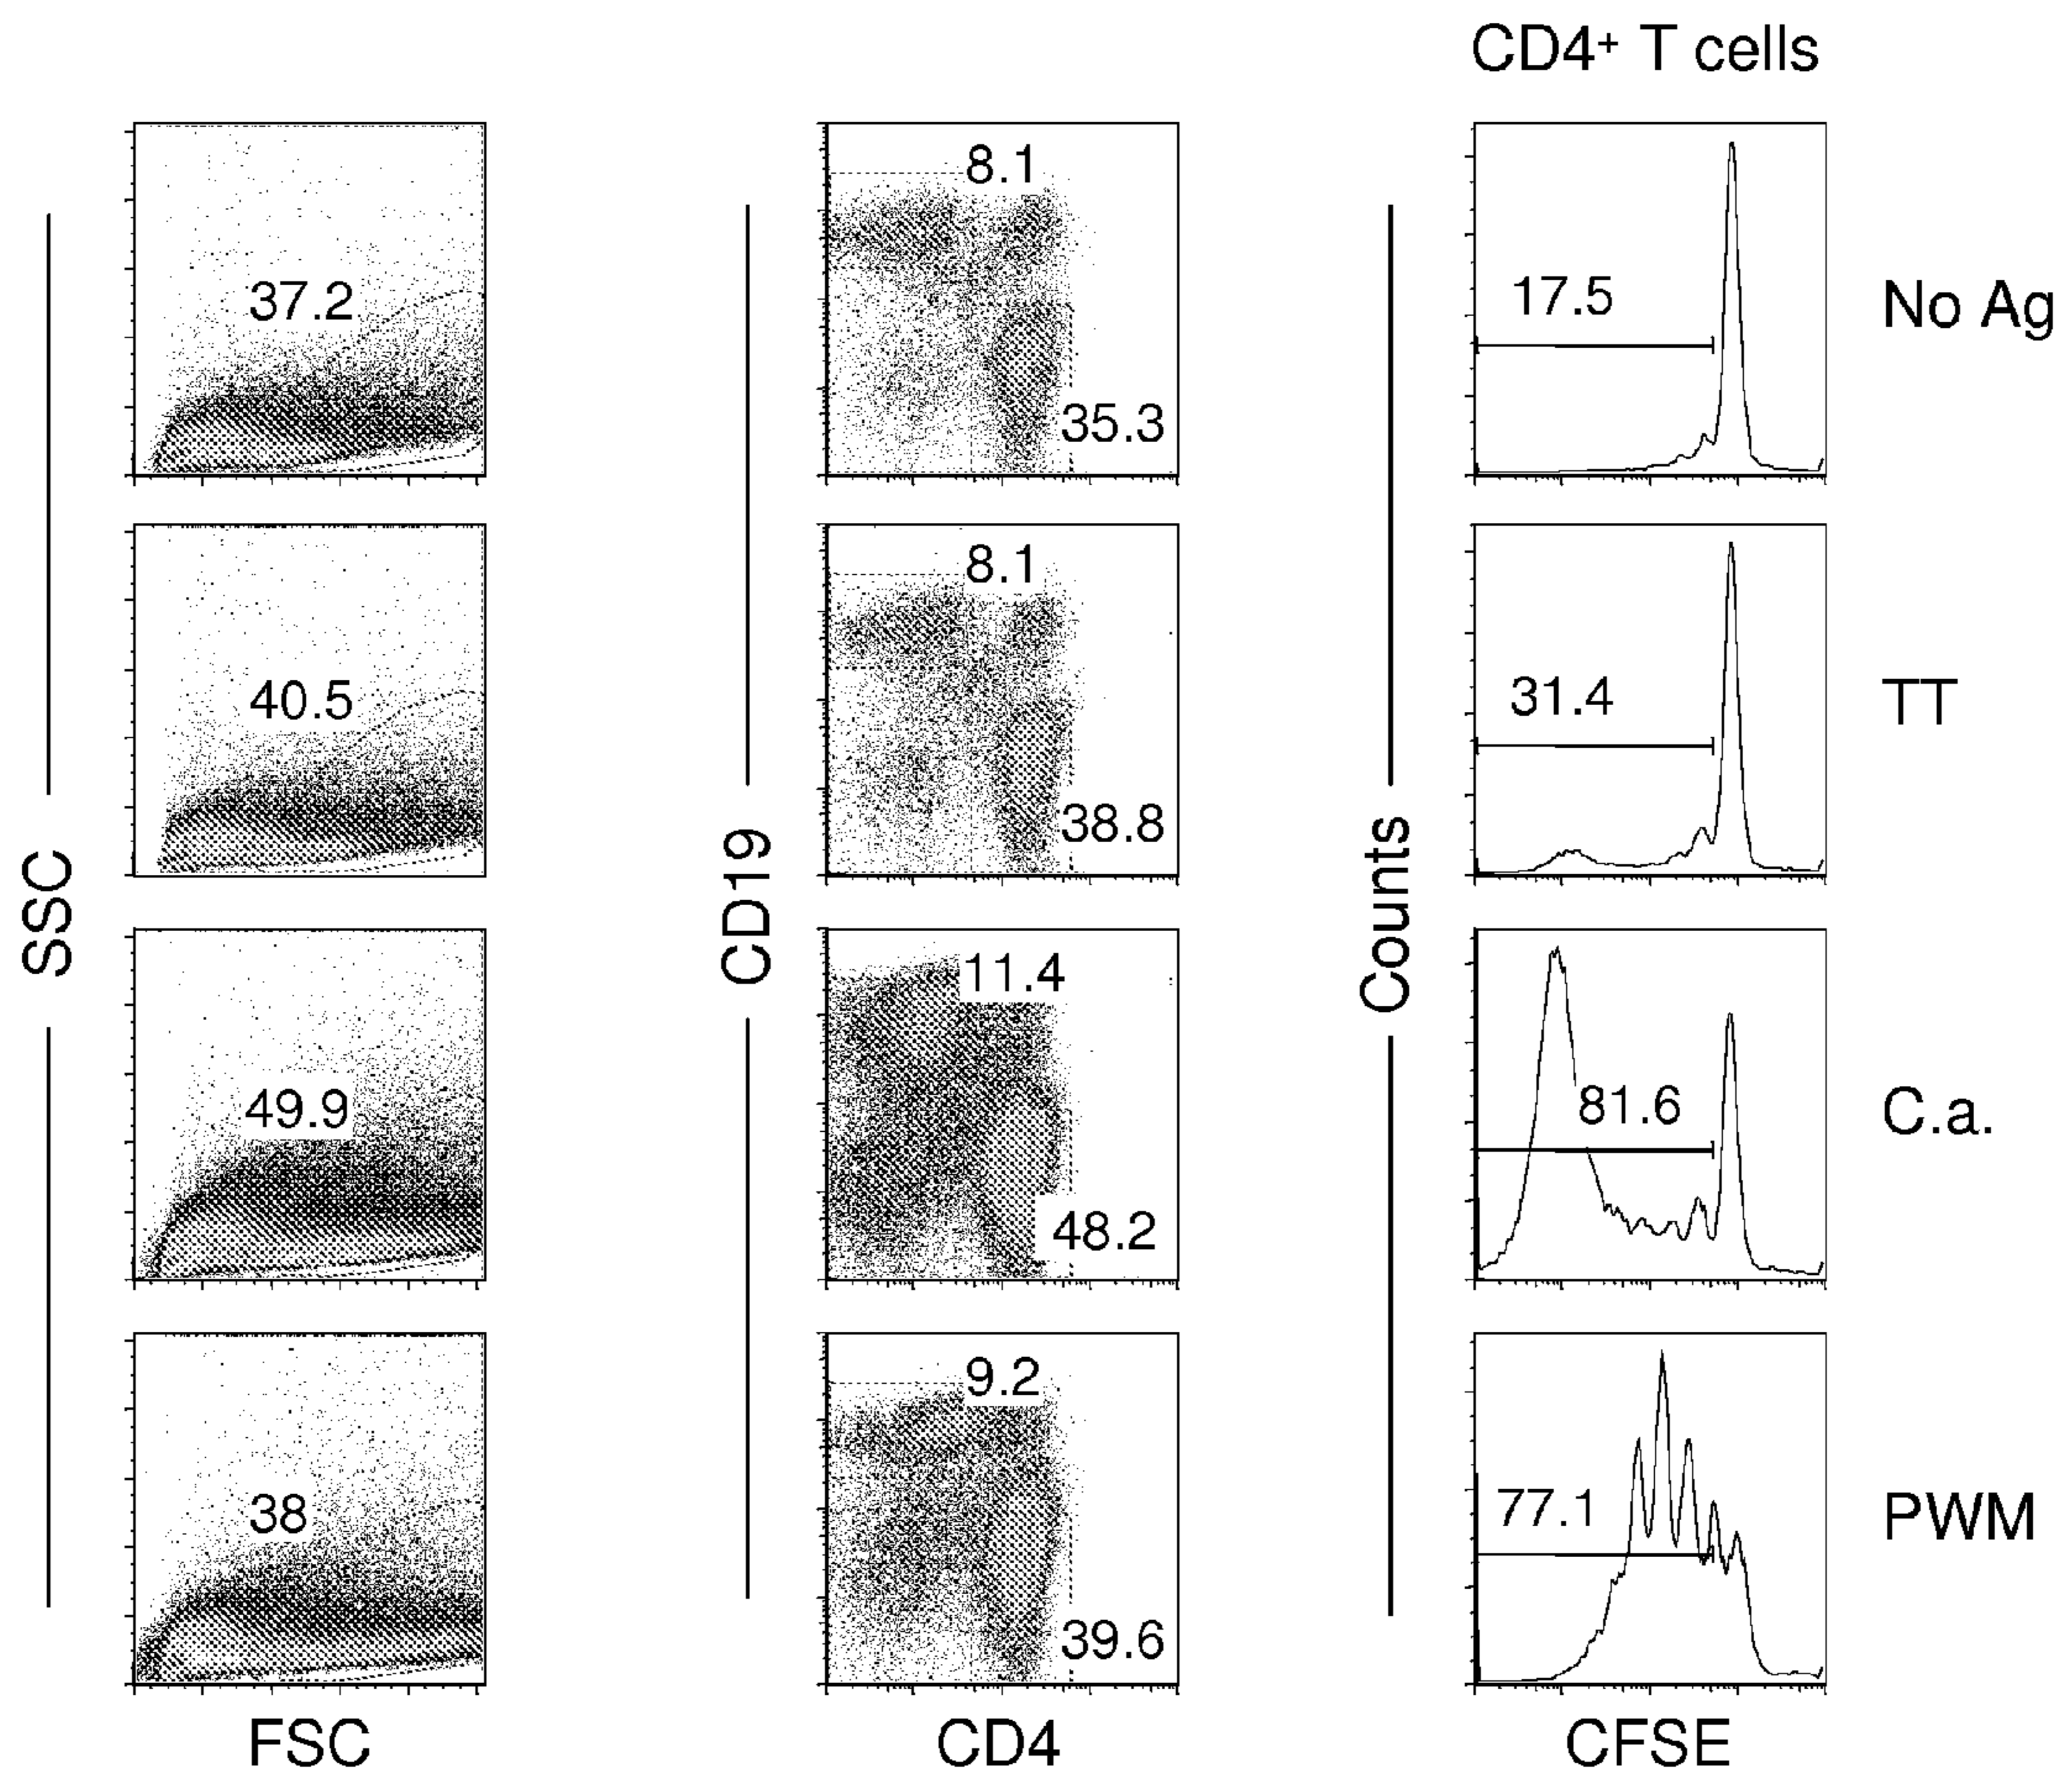 CD4+ T cells
37.2
8.1
35.3
17.5
No Ag
40.5
8.1
38.8
31.4
TT
49.9
11.4
48.2
81.6
C.a.
38
9.2
39.6
77.1
PWM
SSC
CD19
Counts
FSC
CD4
CFSE